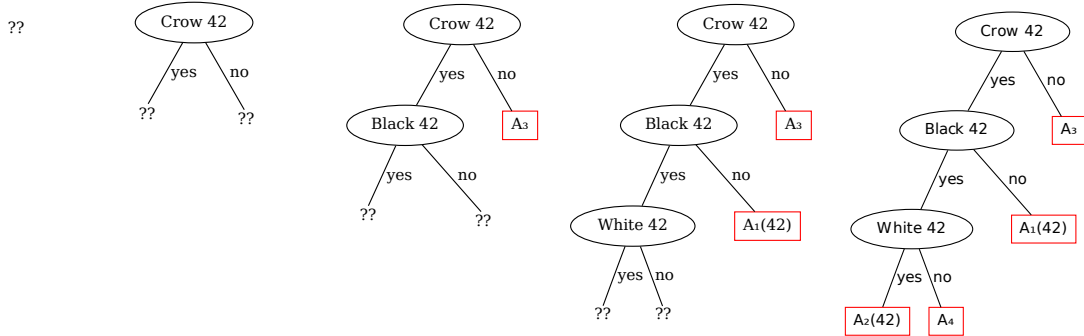 ??
Crow 42
yes
no
??
??
Crow 42
yes
no
Black 42
A₃
yes
no
??
??
Crow 42
yes
no
Black 42
A₃
yes
no
White 42
A₁(42)
yes
no
??
??
Crow 42
yes
no
Black 42
A₃
yes
no
White 42
A₁(42)
yes
no
A₂(42)
A₄